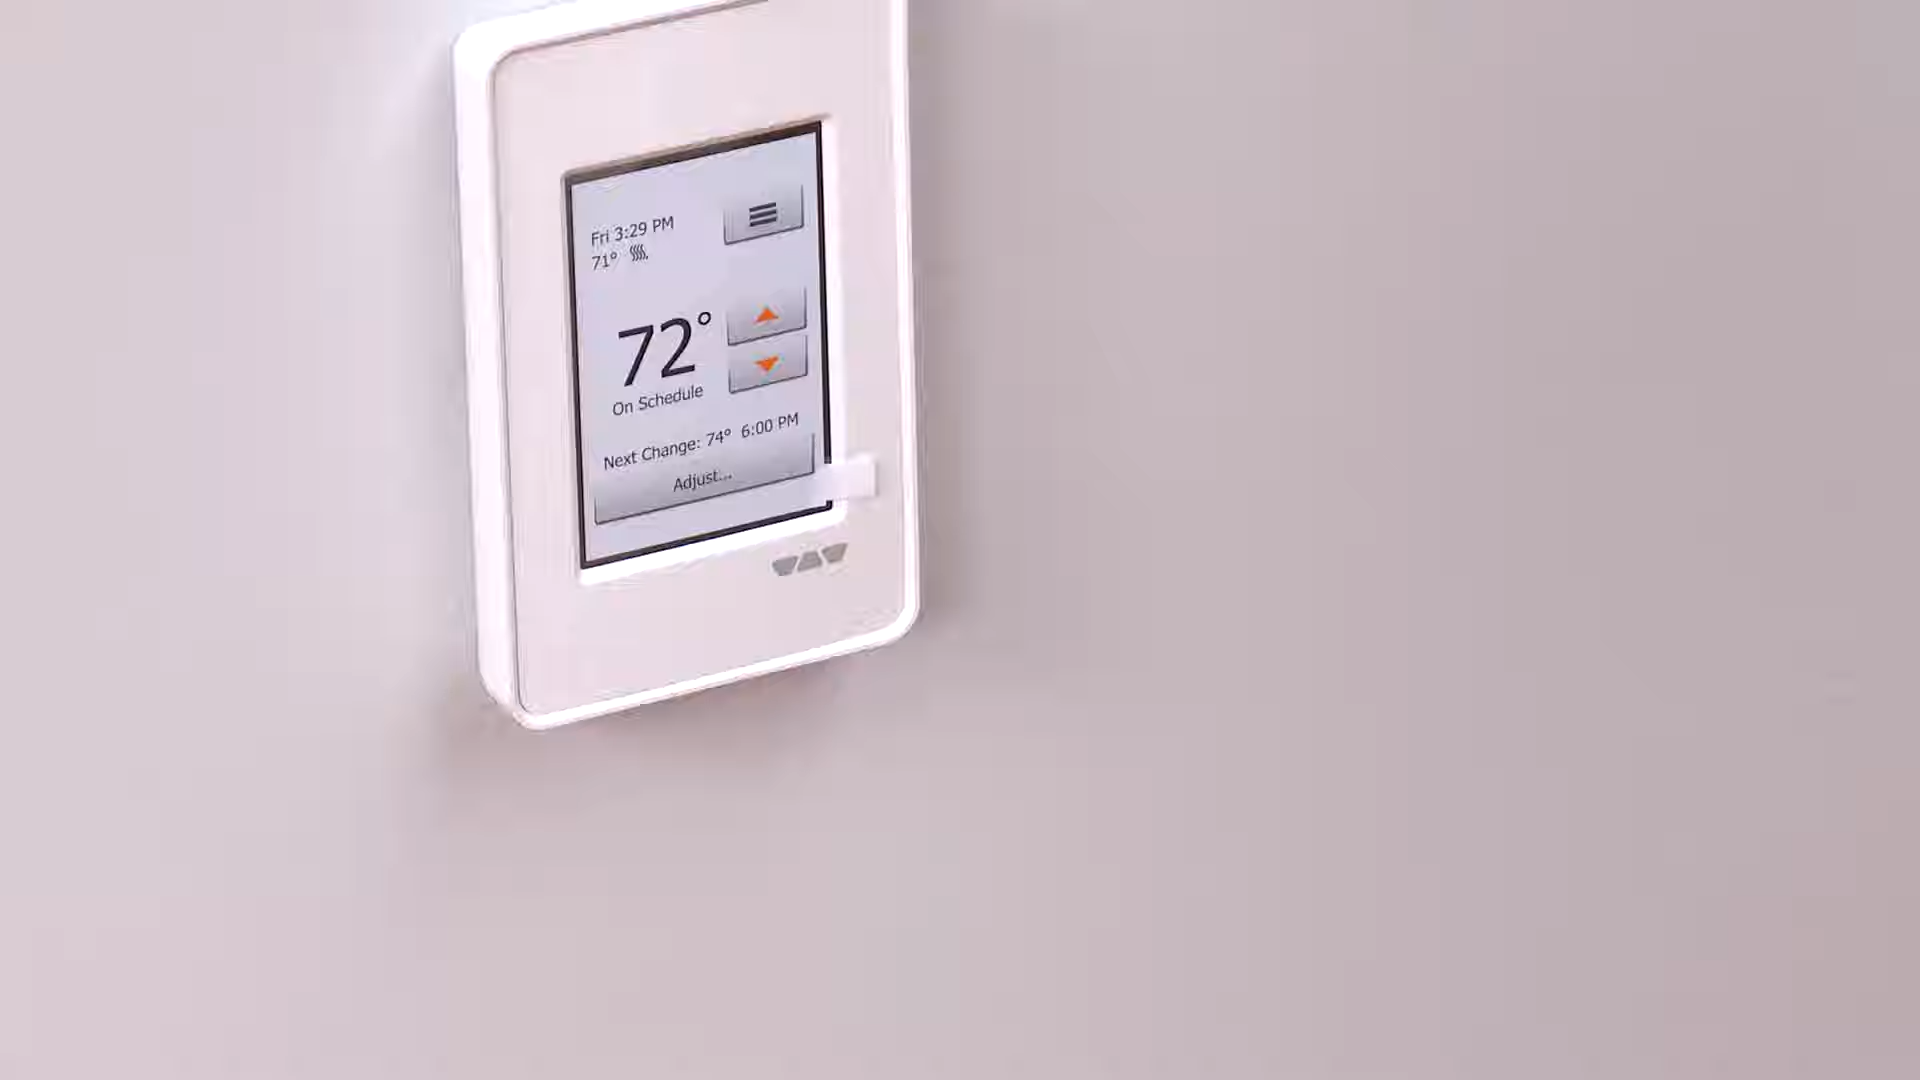 Fri 3:29 PM
71°
72°
On Schedule
Next Change: 74° 6:00 PM
Adjust...